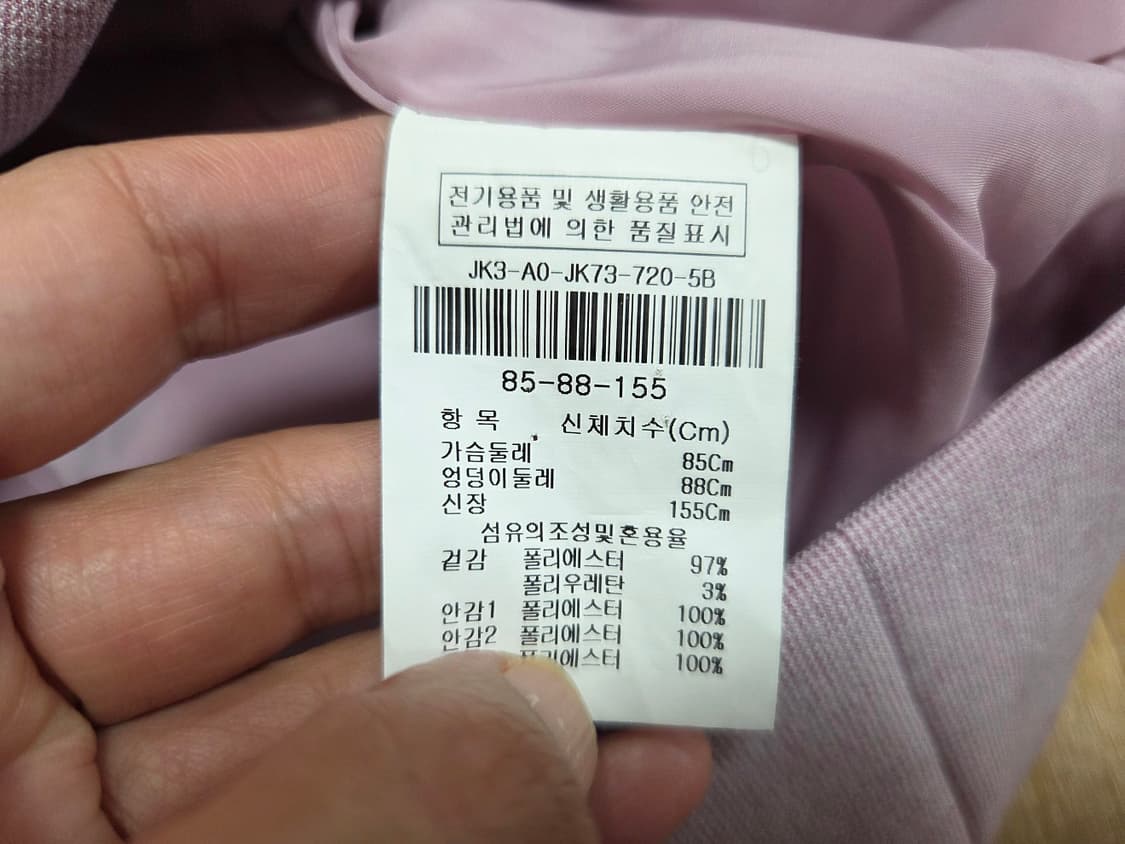 전기용품 및 생활용품 안전
관리법에 의한 품질표시
JK3-A0-JK73-720-5B
85-88-155
항 목 신체치수(Cm)
가슴둘레 85Cm
엉덩이둘레 88Cm
신장 155Cm
섬유의조성및혼용율
겉감 폴리에스터 97%
폴리우레탄 3%
안감1 폴리에스터 100%
안감2 폴리에스터 100%
폴리에스터 100%